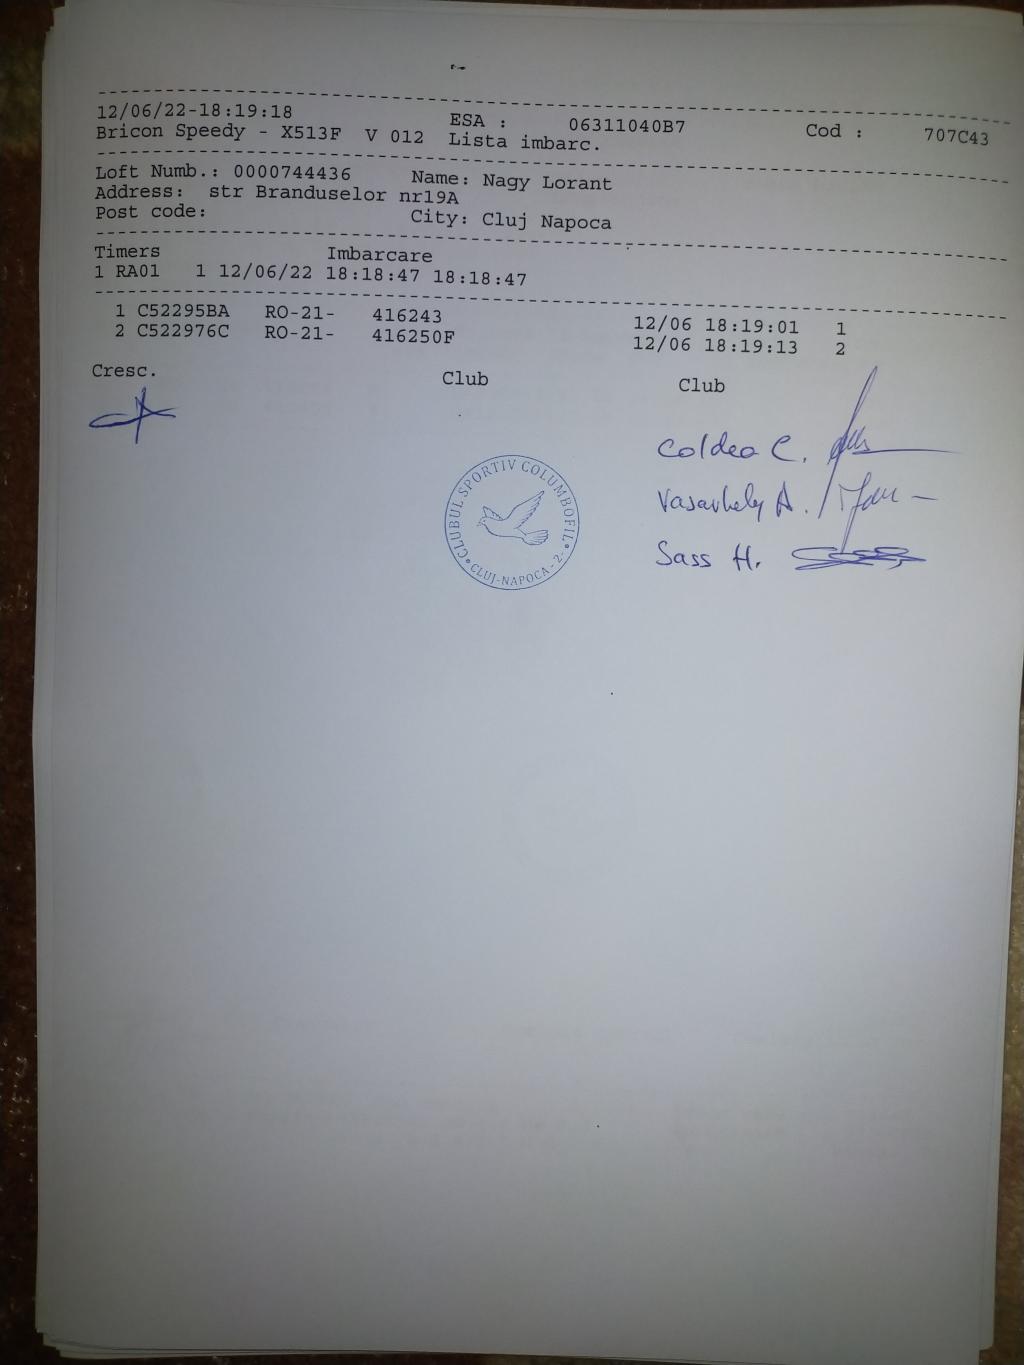 12/06/22-18:19:18 ESA : 06311040B7 Cod : 707C43
Bricon Speedy - X513F V 012 Lista imbarc.
Loft Numb.: 0000744436 Name: Nagy Lorant
Address: str Branduselor nr19A
Post code: City: Cluj Napoca
Timers Imbarcare
1 RA01 1 12/06/22 18:18:47 18:18:47
1 C52295BA RO-21- 416243 12/06 18:19:01 1
2 C522976C RO-21- 416250F 12/06 18:19:13 2
Cresc. Club Club
Coldea C.
Vasarhely A.
Sass H.
CLUBUL SPORTIV COLUMBOFIL
CLUJ-NAPOCA - 2 -